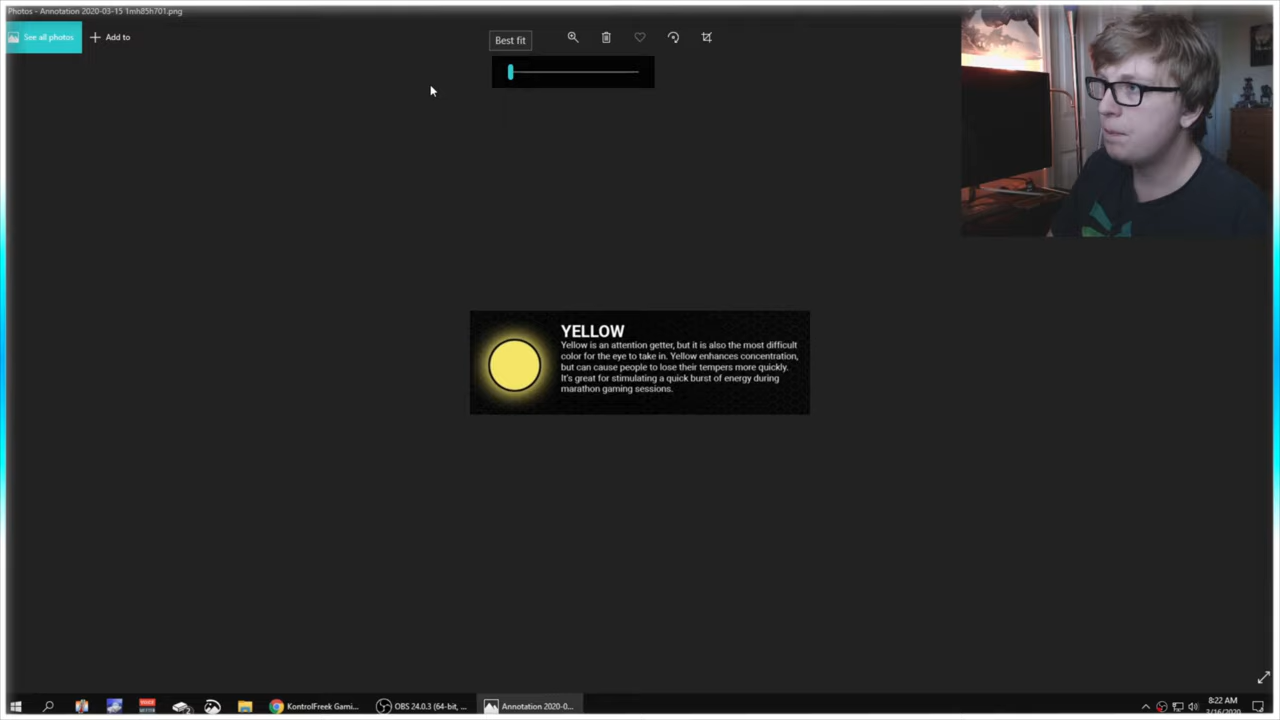 Photos - Annotation 2020-03-15 1mh85h701.png
See all photos
Add to
Best fit
YELLOW
Yellow is an attention getter, but it is also the most difficult
color for the eye to take in. Yellow enhances concentration,
but can cause people to lose their tempers more quickly.
It's great for stimulating a quick burst of energy during
marathon gaming sessions.
KontrolFreek Gami...
OBS 24.0.3 (64-bit, ...
Annotation 2020-0...
8:22 AM
3/16/2020